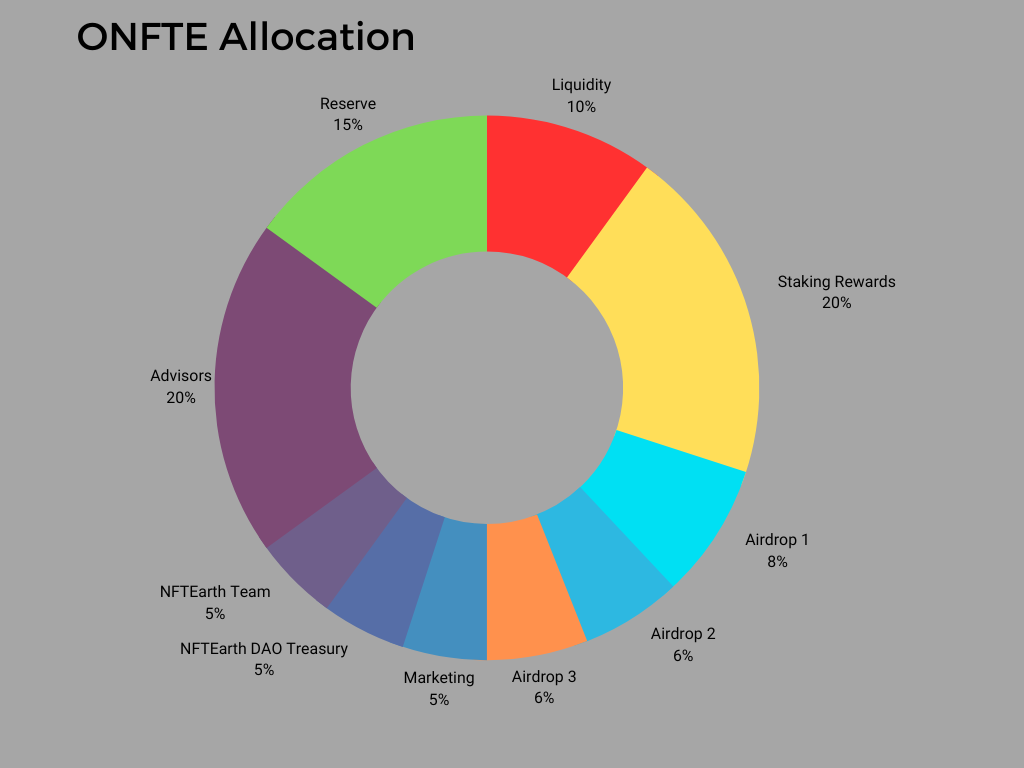 ONFTE Allocation
Liquidity
10%
Reserve
15%
Staking Rewards
20%
Advisors
20%
Airdrop 1
8%
NFTEarth Team
5%
Airdrop 2
6%
NFTEarth DAO Treasury
5%
Marketing
5%
Airdrop 3
6%